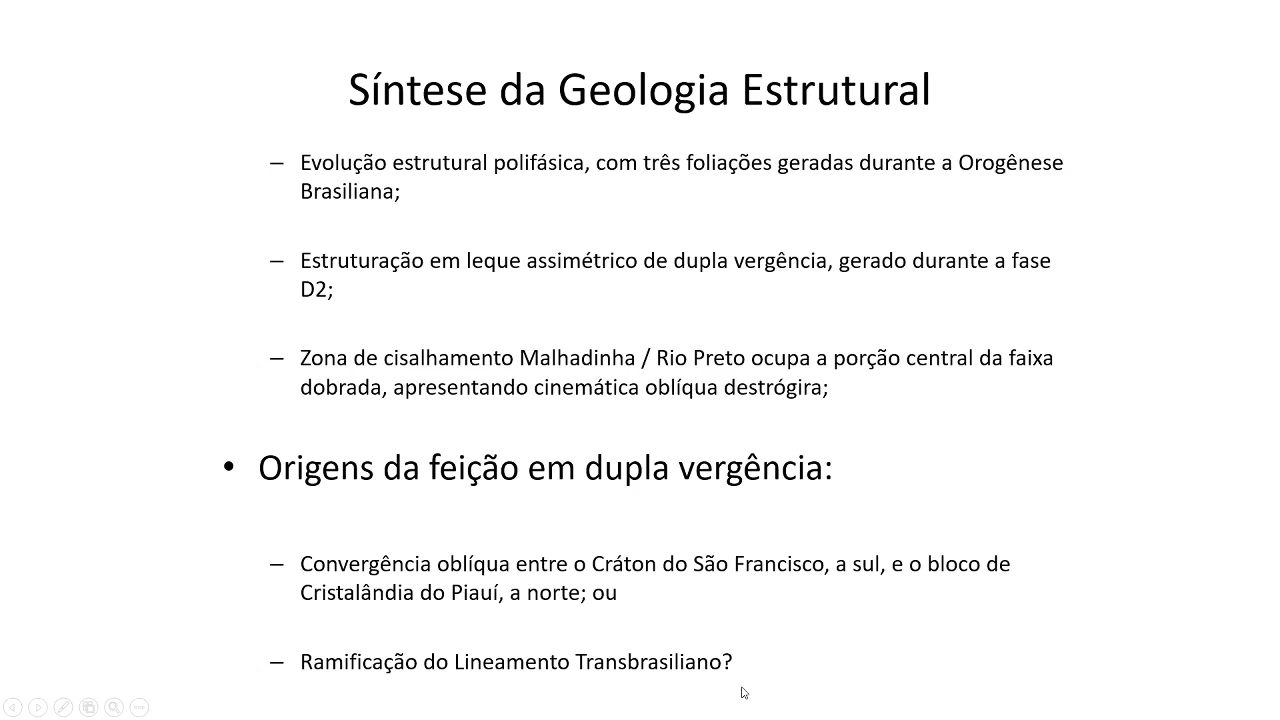 Síntese da Geologia Estrutural
– Evolução estrutural polifásica, com três foliações geradas durante a Orogênese
Brasiliana;
– Estruturação em leque assimétrico de dupla vergência, gerado durante a fase
D2;
– Zona de cisalhamento Malhadinha / Rio Preto ocupa a porção central da faixa
dobrada, apresentando cinemática oblíqua destrógira;
• Origens da feição em dupla vergência:
– Convergência oblíqua entre o Cráton do São Francisco, a sul, e o bloco de
Cristalândia do Piauí, a norte; ou
– Ramificação do Lineamento Transbrasiliano?